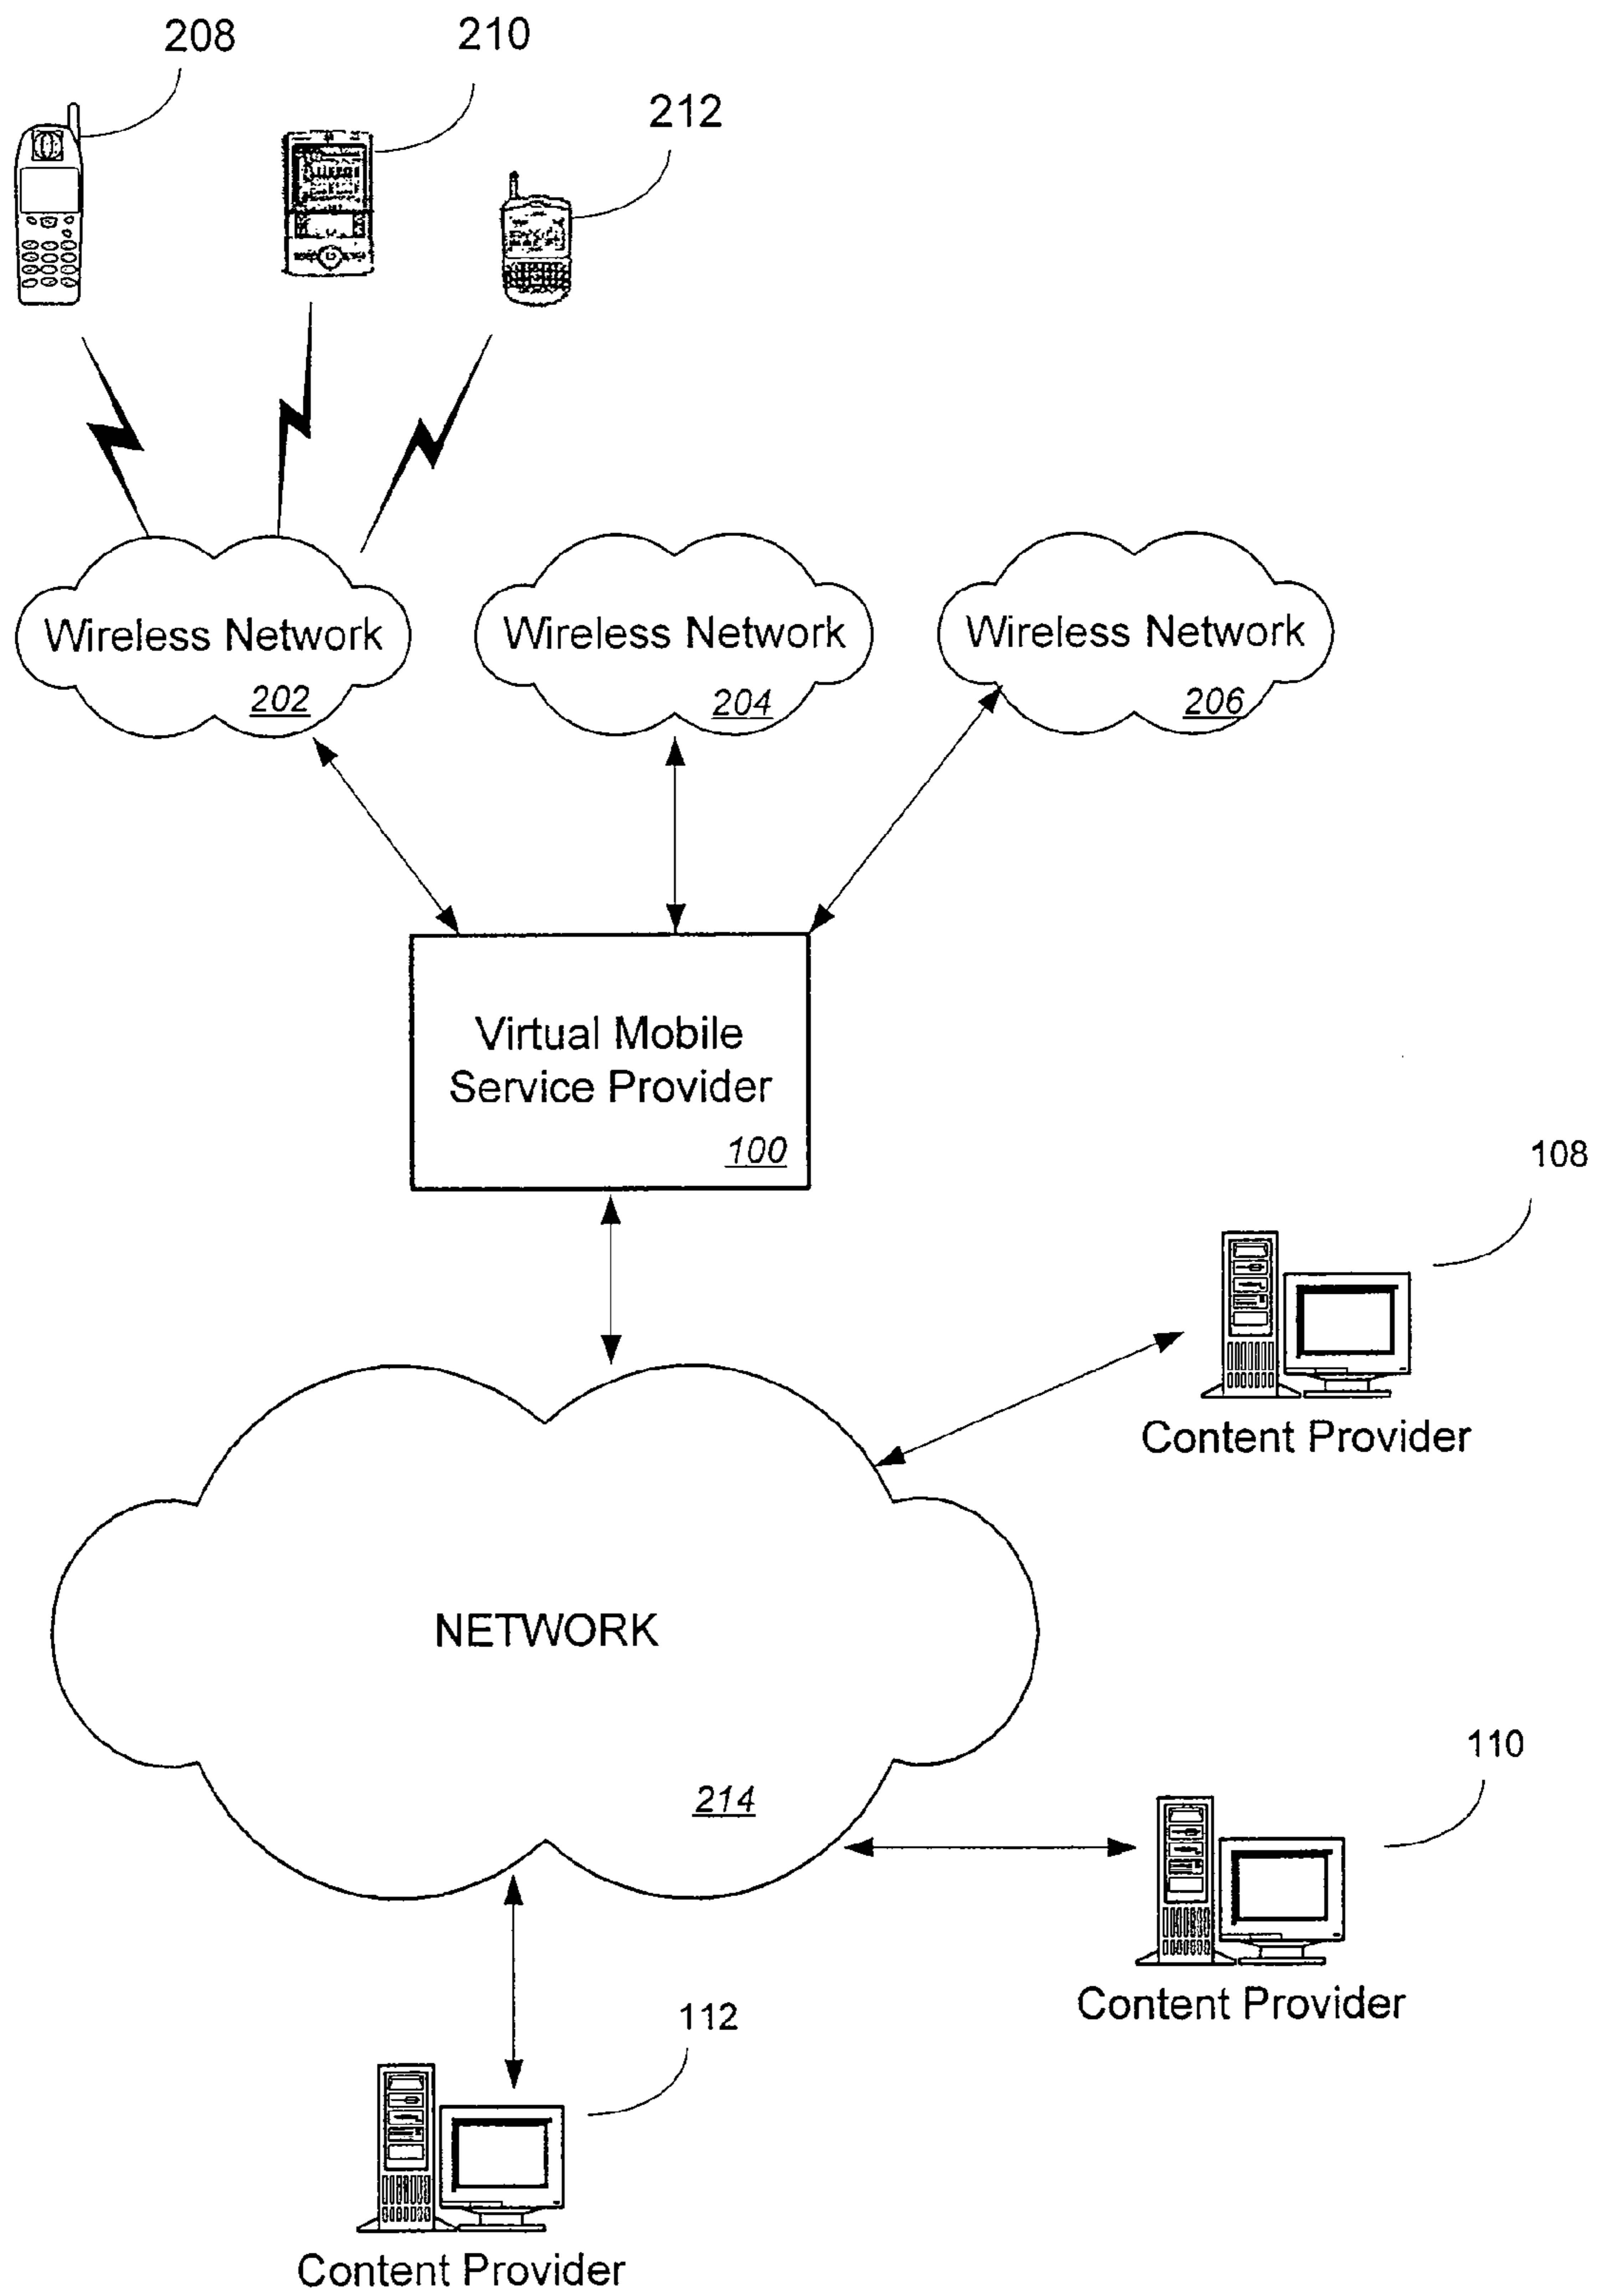 208
210
212
Wireless Network
202
Wireless Network
204
Wireless Network
206
Virtual Mobile
Service Provider
100
108
Content Provider
NETWORK
214
110
Content Provider
112
Content Provider